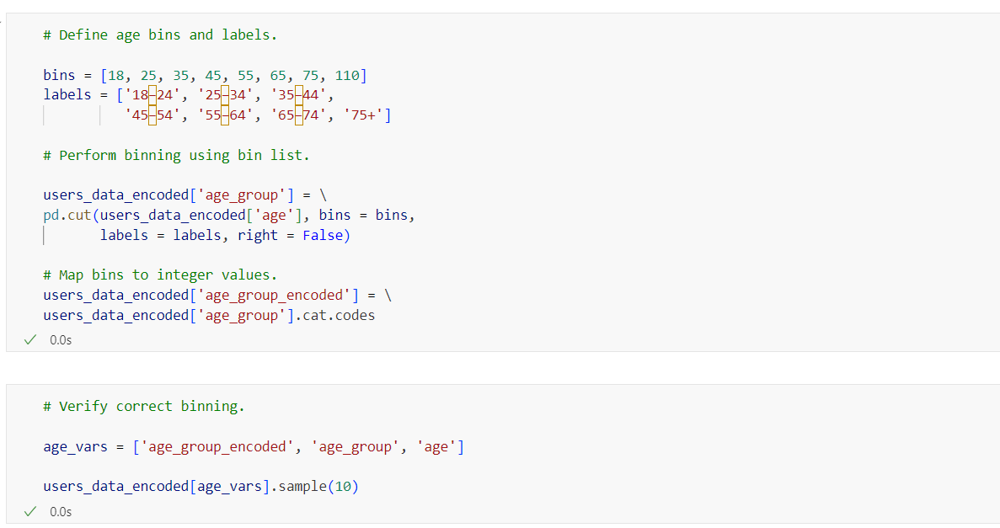 # Define age bins and labels.
bins = [18, 25, 35, 45, 55, 65, 75, 110]
labels = ['18–24', '25–34', '35–44',
'45–54', '55–64', '65–74', '75+']
# Perform binning using bin list.
users_data_encoded['age_group'] = \
pd.cut(users_data_encoded['age'], bins = bins,
labels = labels, right = False)
# Map bins to integer values.
users_data_encoded['age_group_encoded'] = \
users_data_encoded['age_group'].cat.codes
✓ 0.0s
# Verify correct binning.
age_vars = ['age_group_encoded', 'age_group', 'age']
users_data_encoded[age_vars].sample(10)
✓ 0.0s